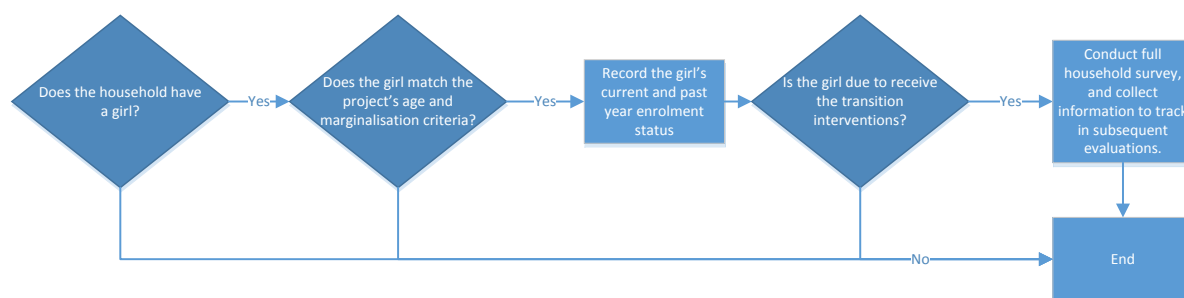 Does the household have
a girl?
Yes
Does the girl match the
project's age and
marginalisation criteria?
Yes
Record the girl's
current and past
year enrolment
status
Is the girl due to receive
the transition
interventions?
Yes
Conduct full
household survey,
and collect
information to track
in subsequent
evaluations.
No
End